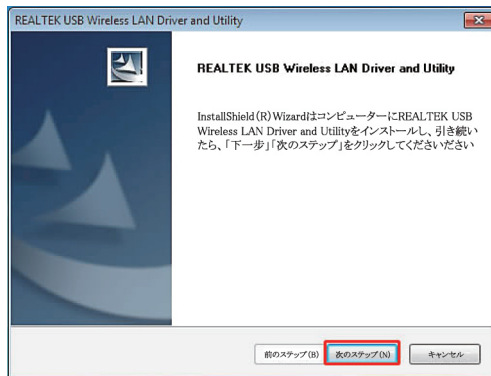 REALTEK USB Wireless LAN Driver and Utility
REALTEK USB Wireless LAN Driver and Utility
InstallShield(R)WizardはコンピューターにREALTEK USB
Wireless LAN Driver and Utilityをインストールし、引き続い
たら、「下一步」「次のステップ」をクリックしてくださいださい
前のステップ(B)
次のステップ(N)
キャンセル